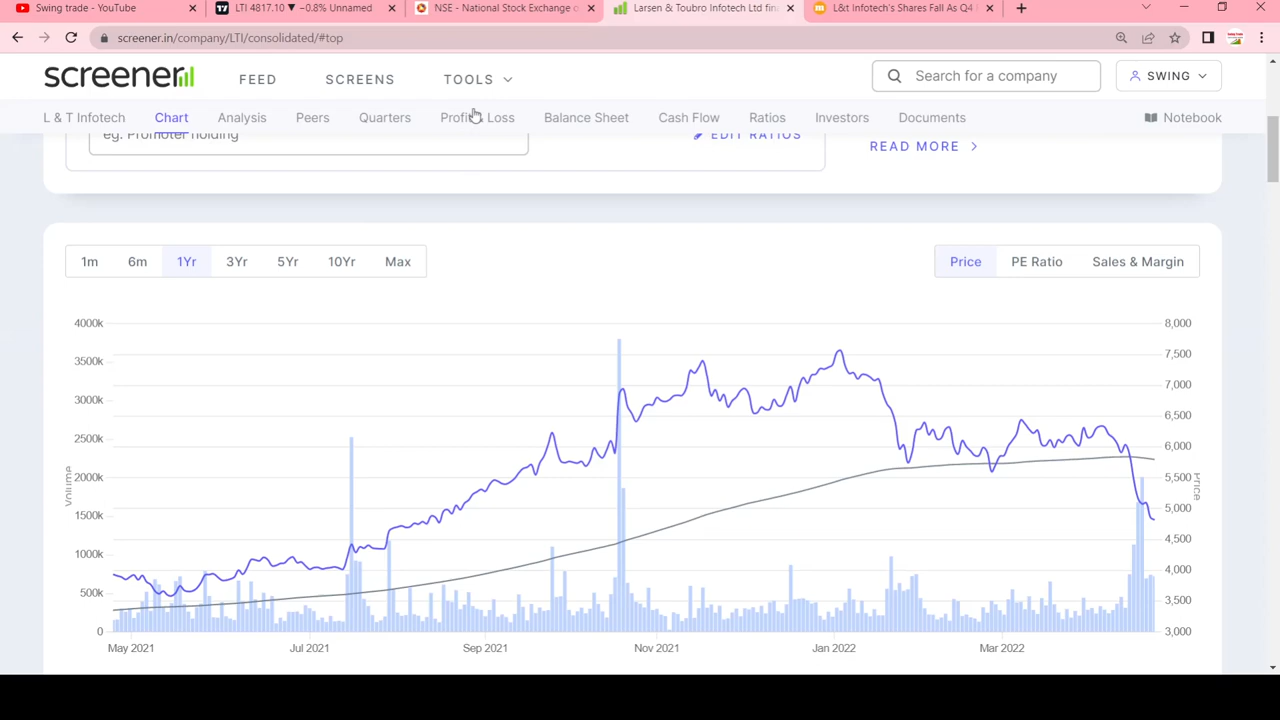 Swing trade - YouTube
LTI 4817.10 ▼ −0.8% Unnamed
NSE - National Stock Exchange o
Larsen & Toubro Infotech Ltd fin
L&t Infotech's Shares Fall As Q4
screener.in/company/LTI/consolidated/#top
screener
FEED
SCREENS
TOOLS
Search for a company
SWING
L & T Infotech
Chart
Analysis
Peers
Quarters
Profit & Loss
Balance Sheet
Cash Flow
Ratios
Investors
Documents
Notebook
eg. Promoter holding
EDIT RATIOS
READ MORE
1m
6m
1Yr
3Yr
5Yr
10Yr
Max
Price
PE Ratio
Sales & Margin
4000k
3500k
3000k
2500k
2000k
1500k
1000k
500k
0
Volume
8,000
7,500
7,000
6,500
6,000
5,500
5,000
4,500
4,000
3,500
3,000
Price
May 2021
Jul 2021
Sep 2021
Nov 2021
Jan 2022
Mar 2022